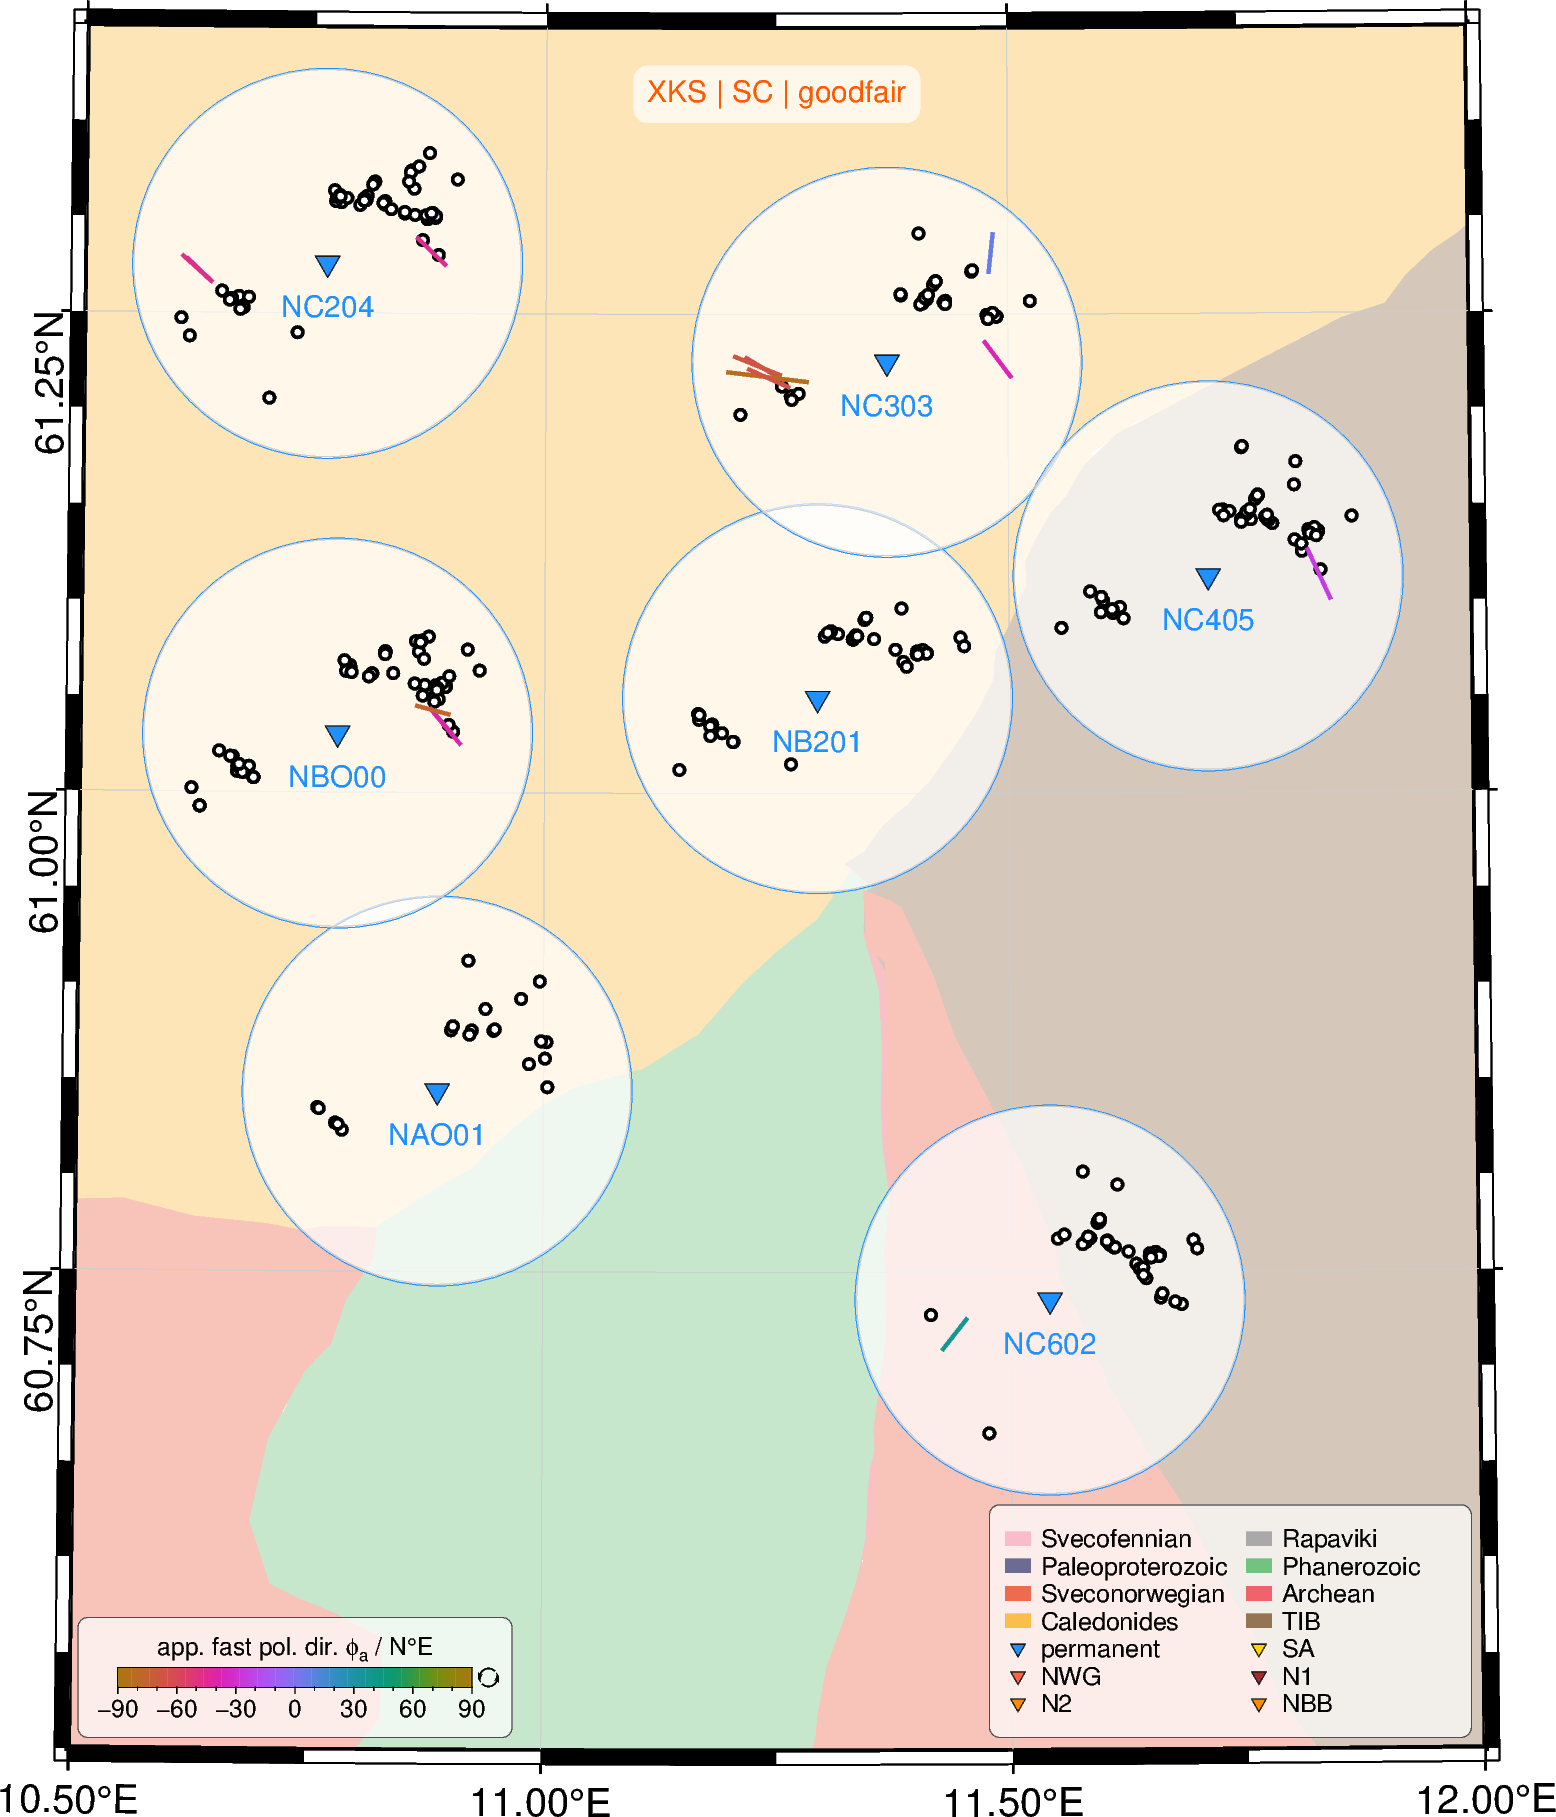 XKS | SC | goodfair
NC204
NC303
NC405
NBO00
NB201
NAO01
NC602
61.25°N
61.00°N
60.75°N
Svecofennian
Paleoproterozoic
Sveconorwegian
Caledonides
permanent
NWG
N2
Rapaviki
Phanerozoic
Archean
TIB
SA
N1
NBB
app. fast pol. dir. ϕa / N°E
−90 −60 −30 0 30 60 90
10.50°E 11.00°E 11.50°E 12.00°E